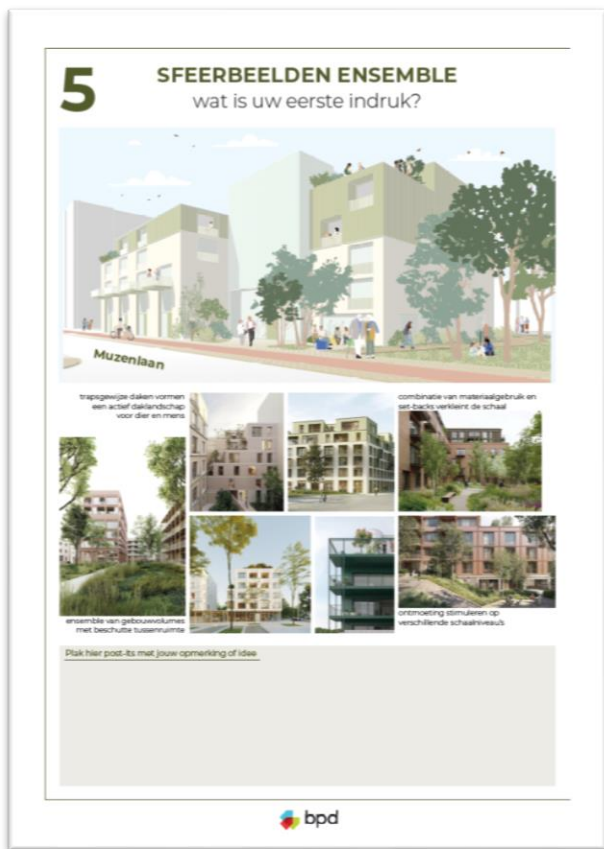 5
SFEERBEELDEN ENSEMBLE
wat is uw eerste indruk?
Muzenlaan
trapsgewijze daken vormen
een actief daklandschap
voor dier en mens
combinatie van materiaalgebruik en
set-backs verkleint de schaal
ensemble van gebouwvolumes
met beschutte tussenruimte
ontmoeting stimuleren op
verschillende schaalniveau's
Plak hier post-its met jouw opmerking of idee
bpd